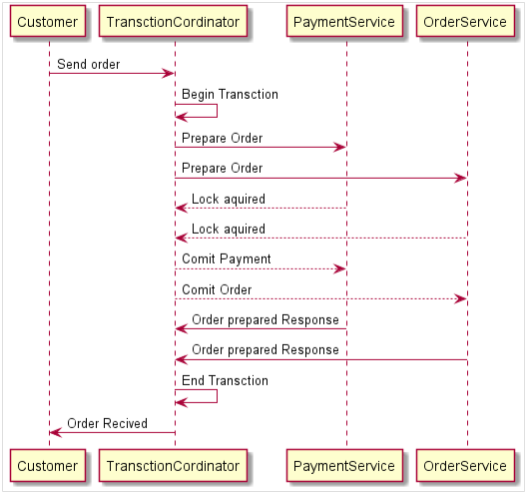 Customer TransctionCordinator PaymentService OrderService
Send order
Begin Transction
Prepare Order
Prepare Order
Lock aquired
Lock aquired
Comit Payment
Comit Order
Order prepared Response
Order prepared Response
End Transction
Order Recived
Customer TransctionCordinator PaymentService OrderService